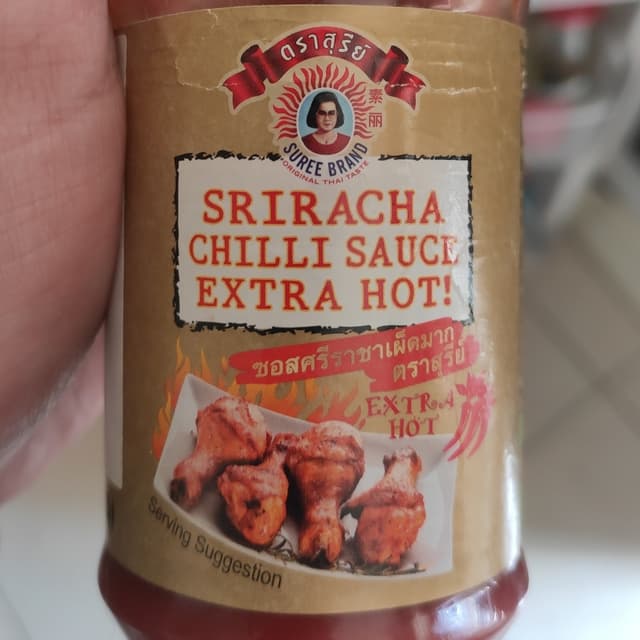 ตราสุรีย์
素丽
SUREE BRAND
ORIGINAL THAI TASTE
SRIRACHA
CHILLI SAUCE
EXTRA HOT!
ซอสศรีราชาเผ็ดมาก
ตราสุรีย์
EXTRA
HOT
Serving Suggestion